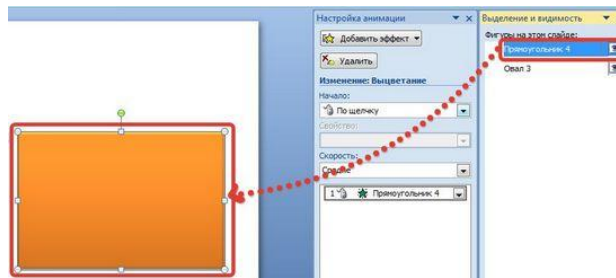 Настройка анимации
Добавить эффект
Удалить
Изменение: Выцветание
Начало:
По щелчку
Свойство:
Скорость:
Средне
1 Прямоугольник 4
Выделение и видимость
Фигуры на этом слайде:
Прямоугольник 4
Овал 3